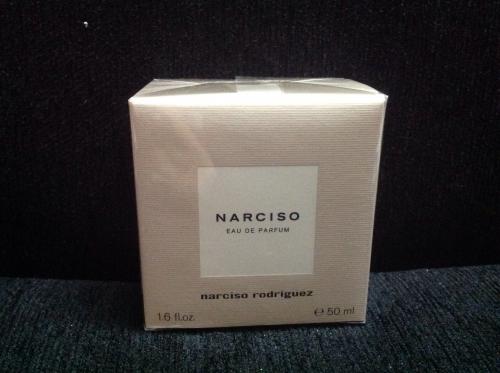 NARCISO
EAU DE PARFUM
narciso rodriguez
1.6 fl.oz. ℮ 50 ml